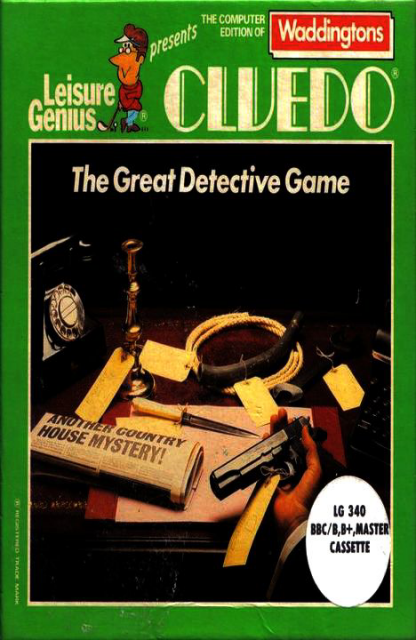 presents
THE COMPUTER
EDITION OF
Waddingtons
Leisure
Genius
®
CLUEDO®
The Great Detective Game
ANOTHER COUNTRY
HOUSE MYSTERY!
LG 340
BBC/B,B+,MASTER
CASSETTE
® REGISTERED TRADE MARK